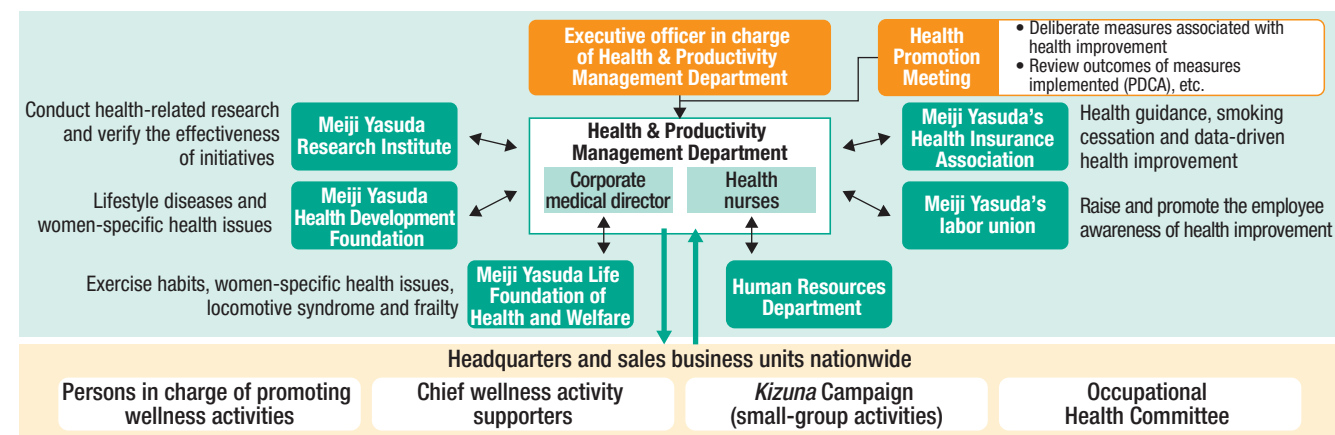 Executive officer in charge
of Health & Productivity
Management Department
Health
Promotion
Meeting
• Deliberate measures associated with
health improvement
• Review outcomes of measures
implemented (PDCA), etc.
Conduct health-related research
and verify the effectiveness
of initiatives
Meiji Yasuda
Research Institute
Health & Productivity
Management Department
Corporate
medical director
Health
nurses
Meiji Yasuda's
Health Insurance
Association
Health guidance, smoking
cessation and data-driven
health improvement
Lifestyle diseases and
women-specific health issues
Meiji Yasuda
Health Development
Foundation
Meiji Yasuda's
labor union
Raise and promote the employee
awareness of health improvement
Exercise habits, women-specific health issues,
locomotive syndrome and frailty
Meiji Yasuda Life
Foundation of
Health and Welfare
Human Resources
Department
Headquarters and sales business units nationwide
Persons in charge of promoting
wellness activities
Chief wellness activity
supporters
Kizuna Campaign
(small-group activities)
Occupational
Health Committee